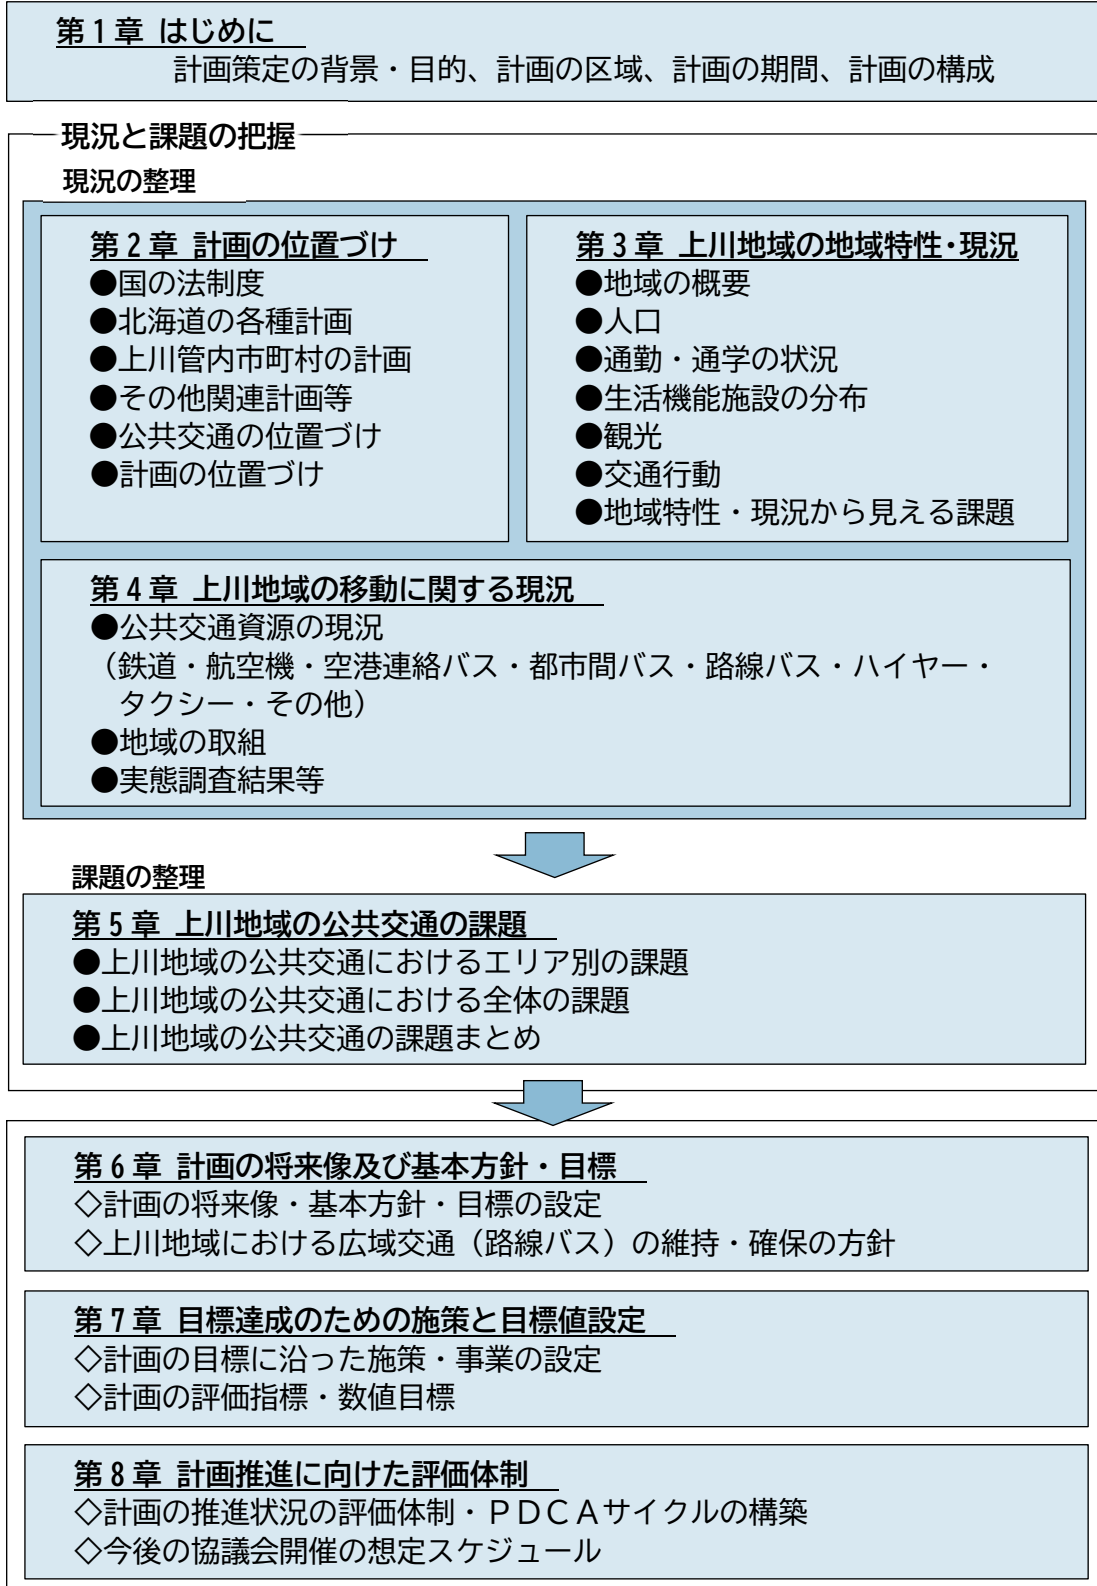 第1章 はじめに
計画策定の背景・目的、計画の区域、計画の期間、計画の構成
現況と課題の把握
現況の整理
第2章 計画の位置づけ
●国の法制度
●北海道の各種計画
●上川管内市町村の計画
●その他関連計画等
●公共交通の位置づけ
●計画の位置づけ
第3章 上川地域の地域特性・現況
●地域の概要
●人口
●通勤・通学の状況
●生活機能施設の分布
●観光
●交通行動
●地域特性・現況から見える課題
第4章 上川地域の移動に関する現況
●公共交通資源の現況
（鉄道・航空機・空港連絡バス・都市間バス・路線バス・ハイヤー・
タクシー・その他）
●地域の取組
●実態調査結果等
課題の整理
第5章 上川地域の公共交通の課題
●上川地域の公共交通におけるエリア別の課題
●上川地域の公共交通における全体の課題
●上川地域の公共交通の課題まとめ
第6章 計画の将来像及び基本方針・目標
◇計画の将来像・基本方針・目標の設定
◇上川地域における広域交通（路線バス）の維持・確保の方針
第7章 目標達成のための施策と目標値設定
◇計画の目標に沿った施策・事業の設定
◇計画の評価指標・数値目標
第8章 計画推進に向けた評価体制
◇計画の推進状況の評価体制・ＰＤＣＡサイクルの構築
◇今後の協議会開催の想定スケジュール